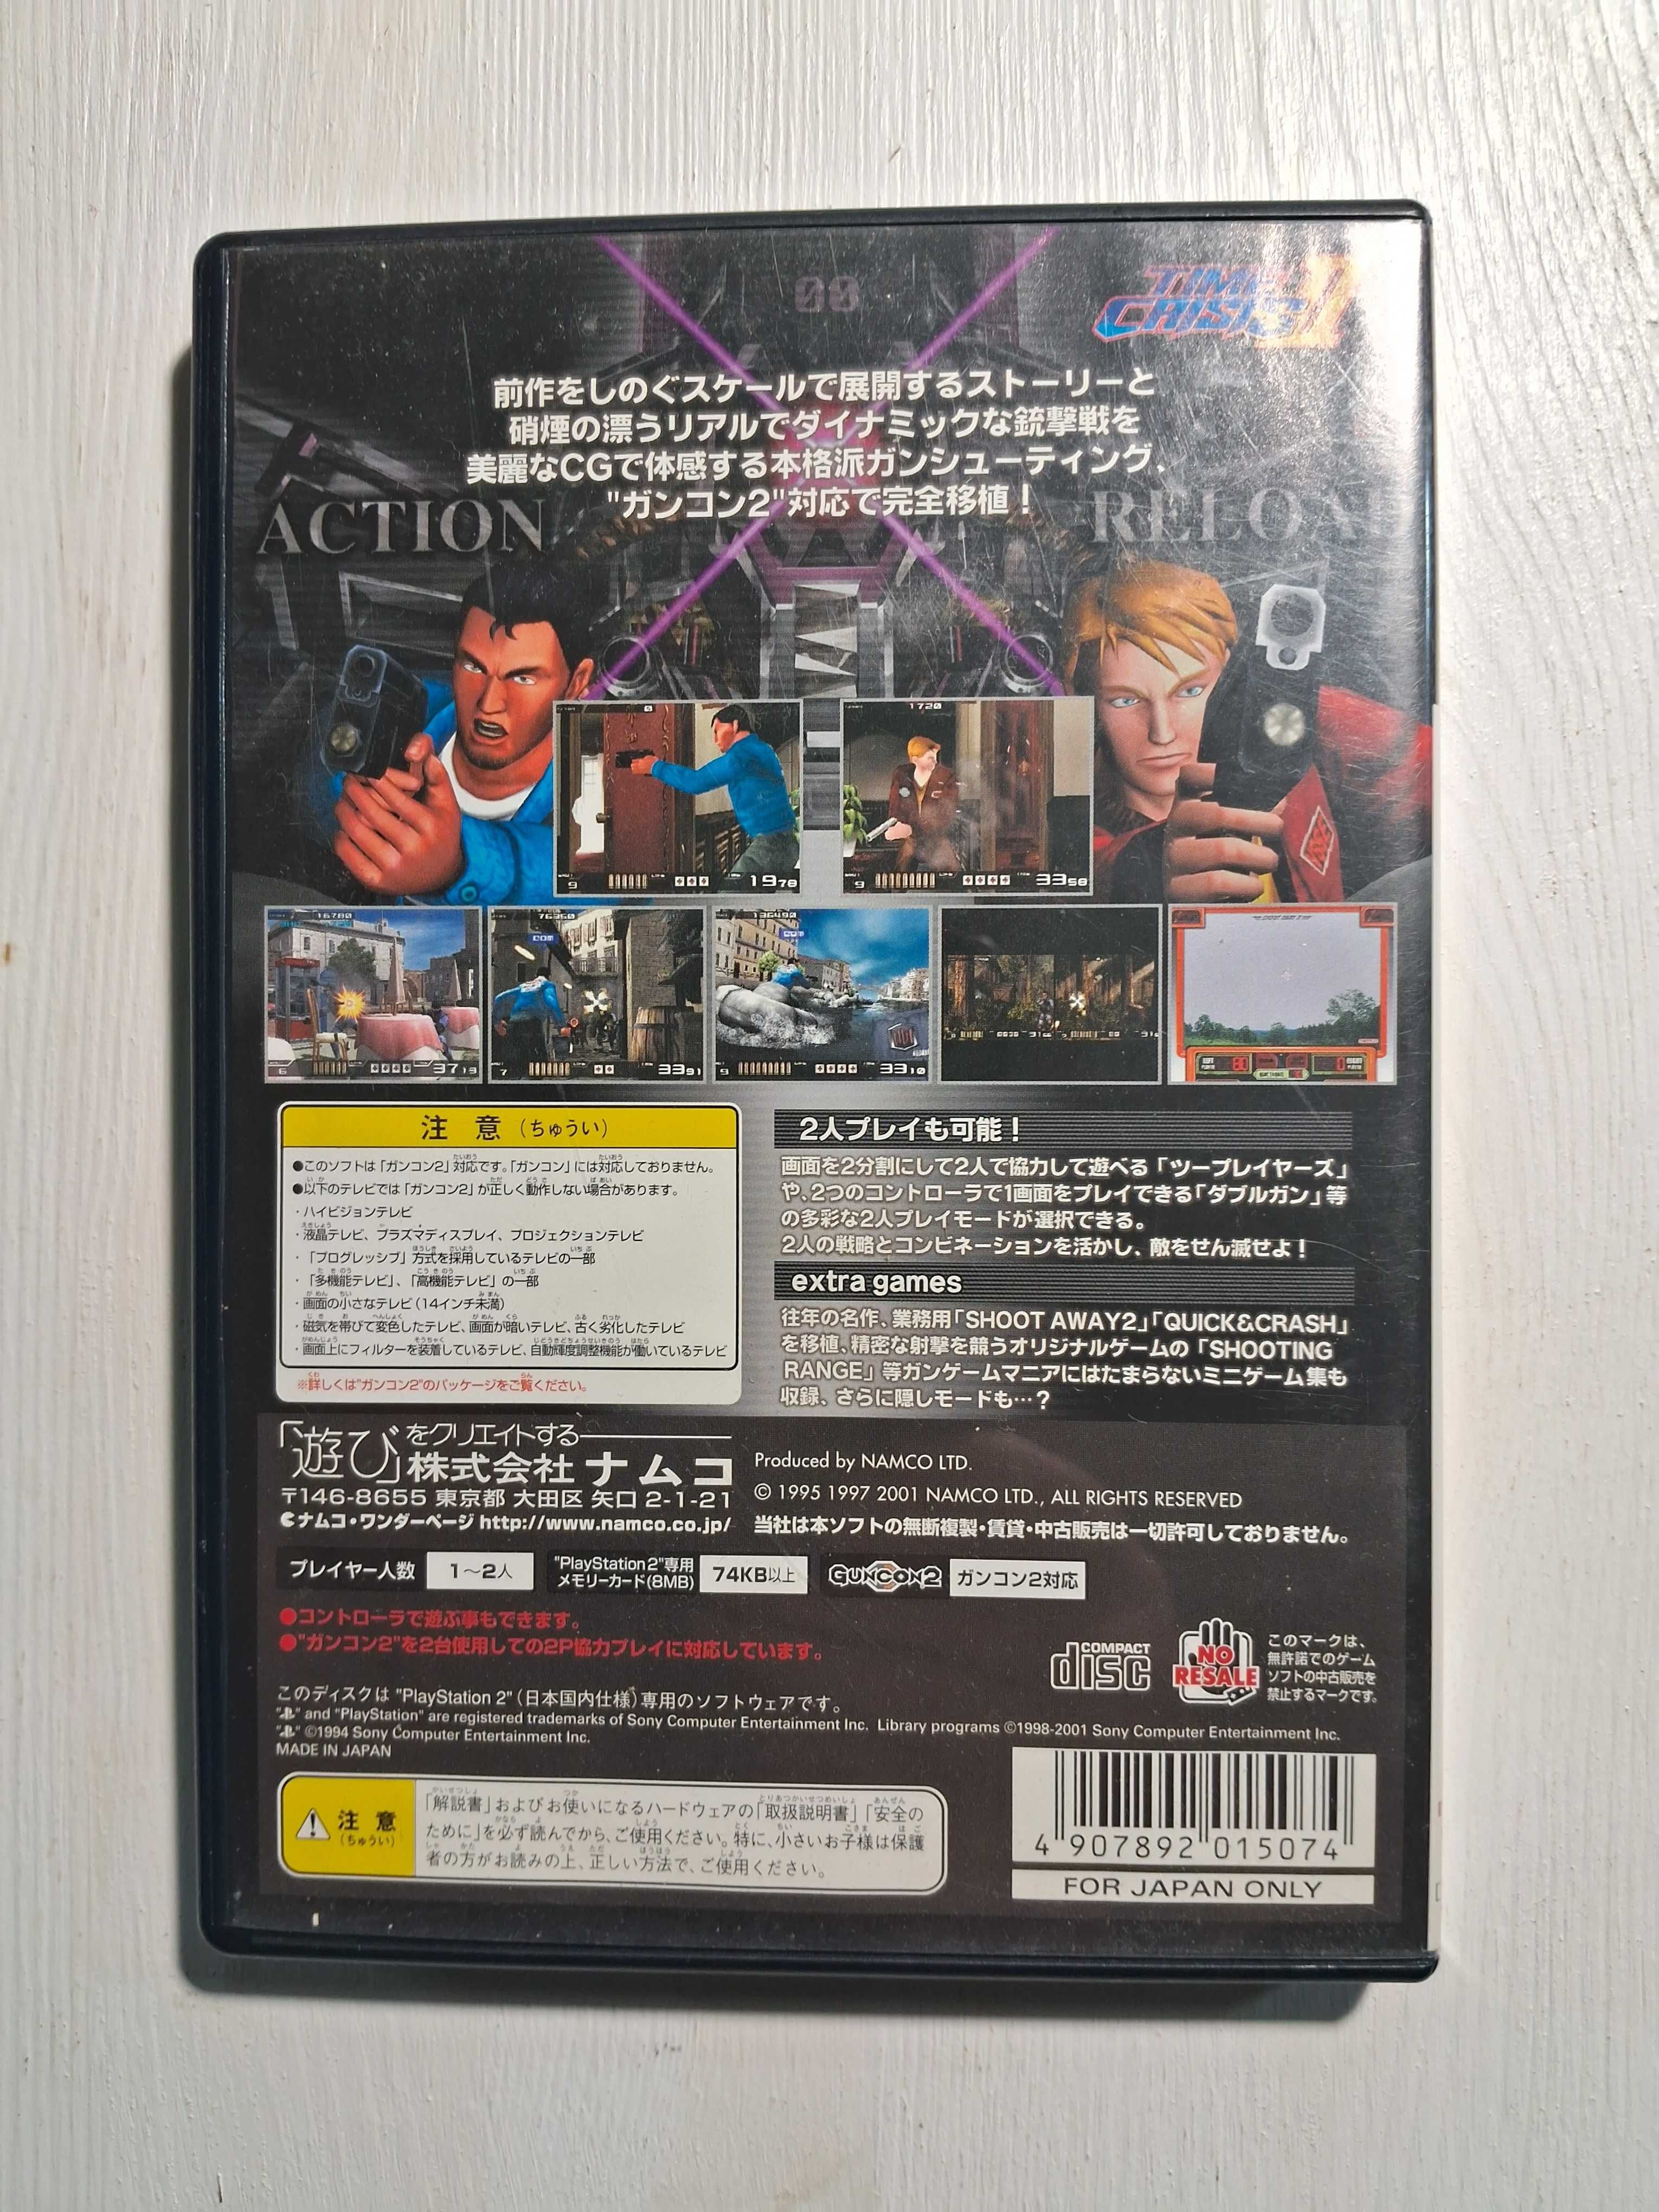 00
TIME
CRISIS II
前作をしのぐスケールで展開するストーリーと
硝煙の漂うリアルでダイナミックな銃撃戦を
美麗なCGで体感する本格派ガンシューティング、
"ガンコン2"対応で完全移植！
ACTION
RELOA
1720
9
1978
9
3358
16780
76350
136490
6
3713
7
3391
9
3310
注 意 (ちゅうい)
●このソフトは「ガンコン2」対応です。「ガンコン」には対応しておりません。
●以下のテレビでは「ガンコン2」が正しく動作しない場合があります。
・ハイビジョンテレビ
・液晶テレビ、プラズマディスプレイ、プロジェクションテレビ
・「プログレッシブ」方式を採用しているテレビの一部
・「多機能テレビ」、「高機能テレビ」の一部
・画面の小さなテレビ(14インチ未満)
・磁気を帯びて変色したテレビ、画面が暗いテレビ、古く劣化したテレビ
・画面上にフィルターを装着しているテレビ、自動輝度調整機能が働いているテレビ
※詳しくは"ガンコン2"のパッケージをご覧ください。
2人プレイも可能！
画面を2分割にして2人で協力して遊べる「ツープレイヤーズ」
や、2つのコントローラで1画面をプレイできる「ダブルガン」等
の多彩な2人プレイモードが選択できる。
2人の戦略とコンビネーションを活かし、敵をせん滅せよ！
extra games
往年の名作、業務用「SHOOT AWAY2」「QUICK&CRASH」
を移植、精密な射撃を競うオリジナルゲームの「SHOOTING
RANGE」等ガンゲームマニアにはたまらないミニゲーム集も
収録、さらに隠しモードも…？
「遊び」をクリエイトする
株式会社 ナムコ
〒146-8655 東京都 大田区 矢口 2-1-21
ナムコ・ワンダーページ http://www.namco.co.jp/
Produced by NAMCO LTD.
© 1995 1997 2001 NAMCO LTD., ALL RIGHTS RESERVED
当社は本ソフトの無断複製・賃貸・中古販売は一切許可しておりません。
プレイヤー人数 1～2人
"PlayStation 2"専用
メモリーカード(8MB) 74KB以上
GUNCON2 ガンコン2対応
●コントローラで遊ぶ事もできます。
●"ガンコン2"を2台使用しての2P協力プレイに対応しています。
COMPACT
disc
NO
RESALE
このマークは、
無許諾でのゲーム
ソフトの中古販売を
禁止するマークです。
このディスクは "PlayStation 2" (日本国内仕様) 専用のソフトウェアです。
" " and "PlayStation" are registered trademarks of Sony Computer Entertainment Inc. Library programs ©1998-2001 Sony Computer Entertainment Inc.
" " ©1994 Sony Computer Entertainment Inc.
MADE IN JAPAN
注 意
(ちゅうい)
「解説書」およびお使いになるハードウェアの「取扱説明書」「安全の
ために」を必ず読んでから、ご使用ください。特に、小さいお子様は保護
者の方がお読みの上、正しい方法で、ご使用ください。
4 907892 015074
FOR JAPAN ONLY